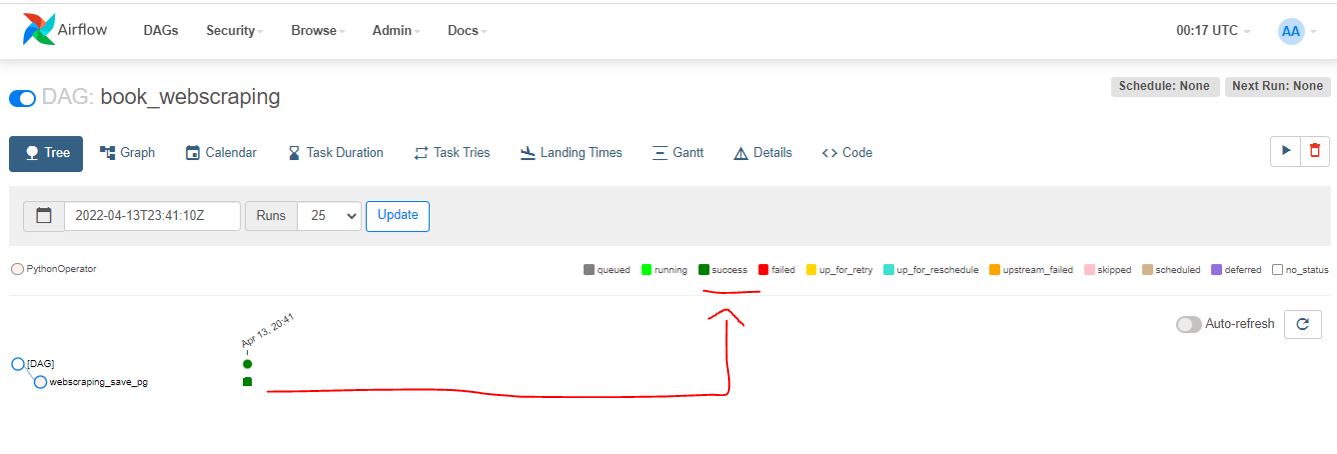 Airflow DAGs Security Browse Admin Docs 00:17 UTC AA
Schedule: None Next Run: None
DAG: book_webscraping
Tree Graph Calendar Task Duration Task Tries Landing Times Gantt Details Code
2022-04-13T23:41:10Z Runs 25 Update
PythonOperator queued running success failed up_for_retry up_for_reschedule upstream_failed skipped scheduled deferred no_status
Apr 13, 20:41
Auto-refresh
[DAG]
webscraping_save_pg